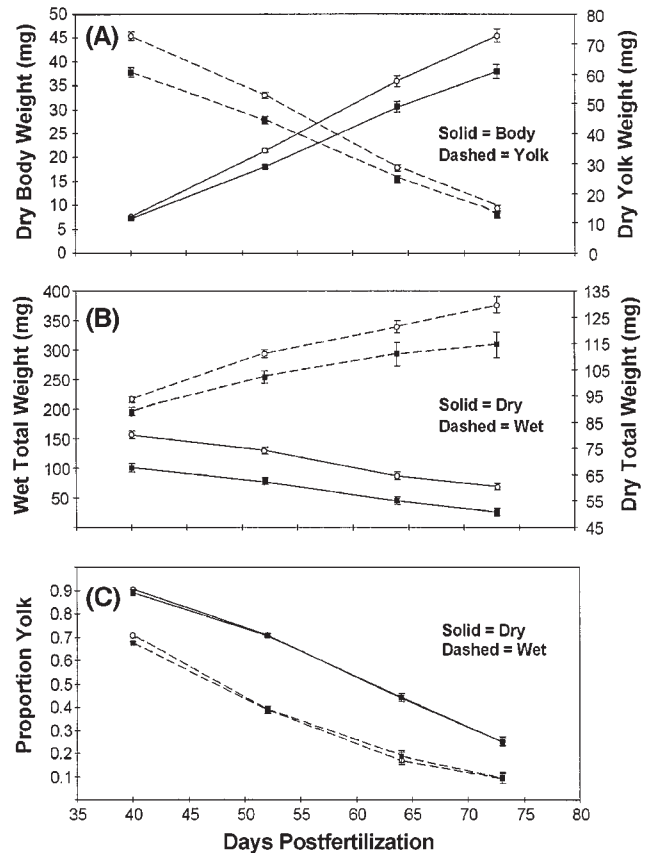 (A)
Dry Body Weight (mg)
50
45
40
35
30
25
20
15
10
5
0
80
70
60
50
40
30
20
10
0
Dry Yolk Weight (mg)
Solid = Body
Dashed = Yolk
(B)
Wet Total Weight (mg)
400
350
300
250
200
150
100
50
135
125
115
105
95
85
75
65
55
45
Dry Total Weight (mg)
Solid = Dry
Dashed = Wet
(C)
Proportion Yolk
0.9
0.8
0.7
0.6
0.5
0.4
0.3
0.2
0.1
Solid = Dry
Dashed = Wet
35 40 45 50 55 60 65 70 75 80
Days Postfertilization